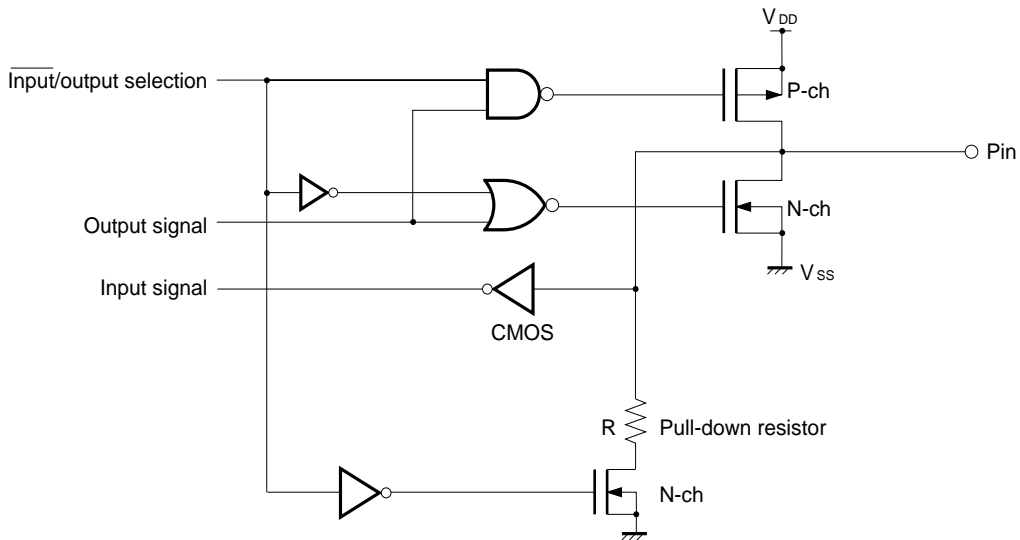 VDD
Input/output selection
P-ch
Pin
N-ch
Output signal
VSS
Input signal
CMOS
R
Pull-down resistor
N-ch